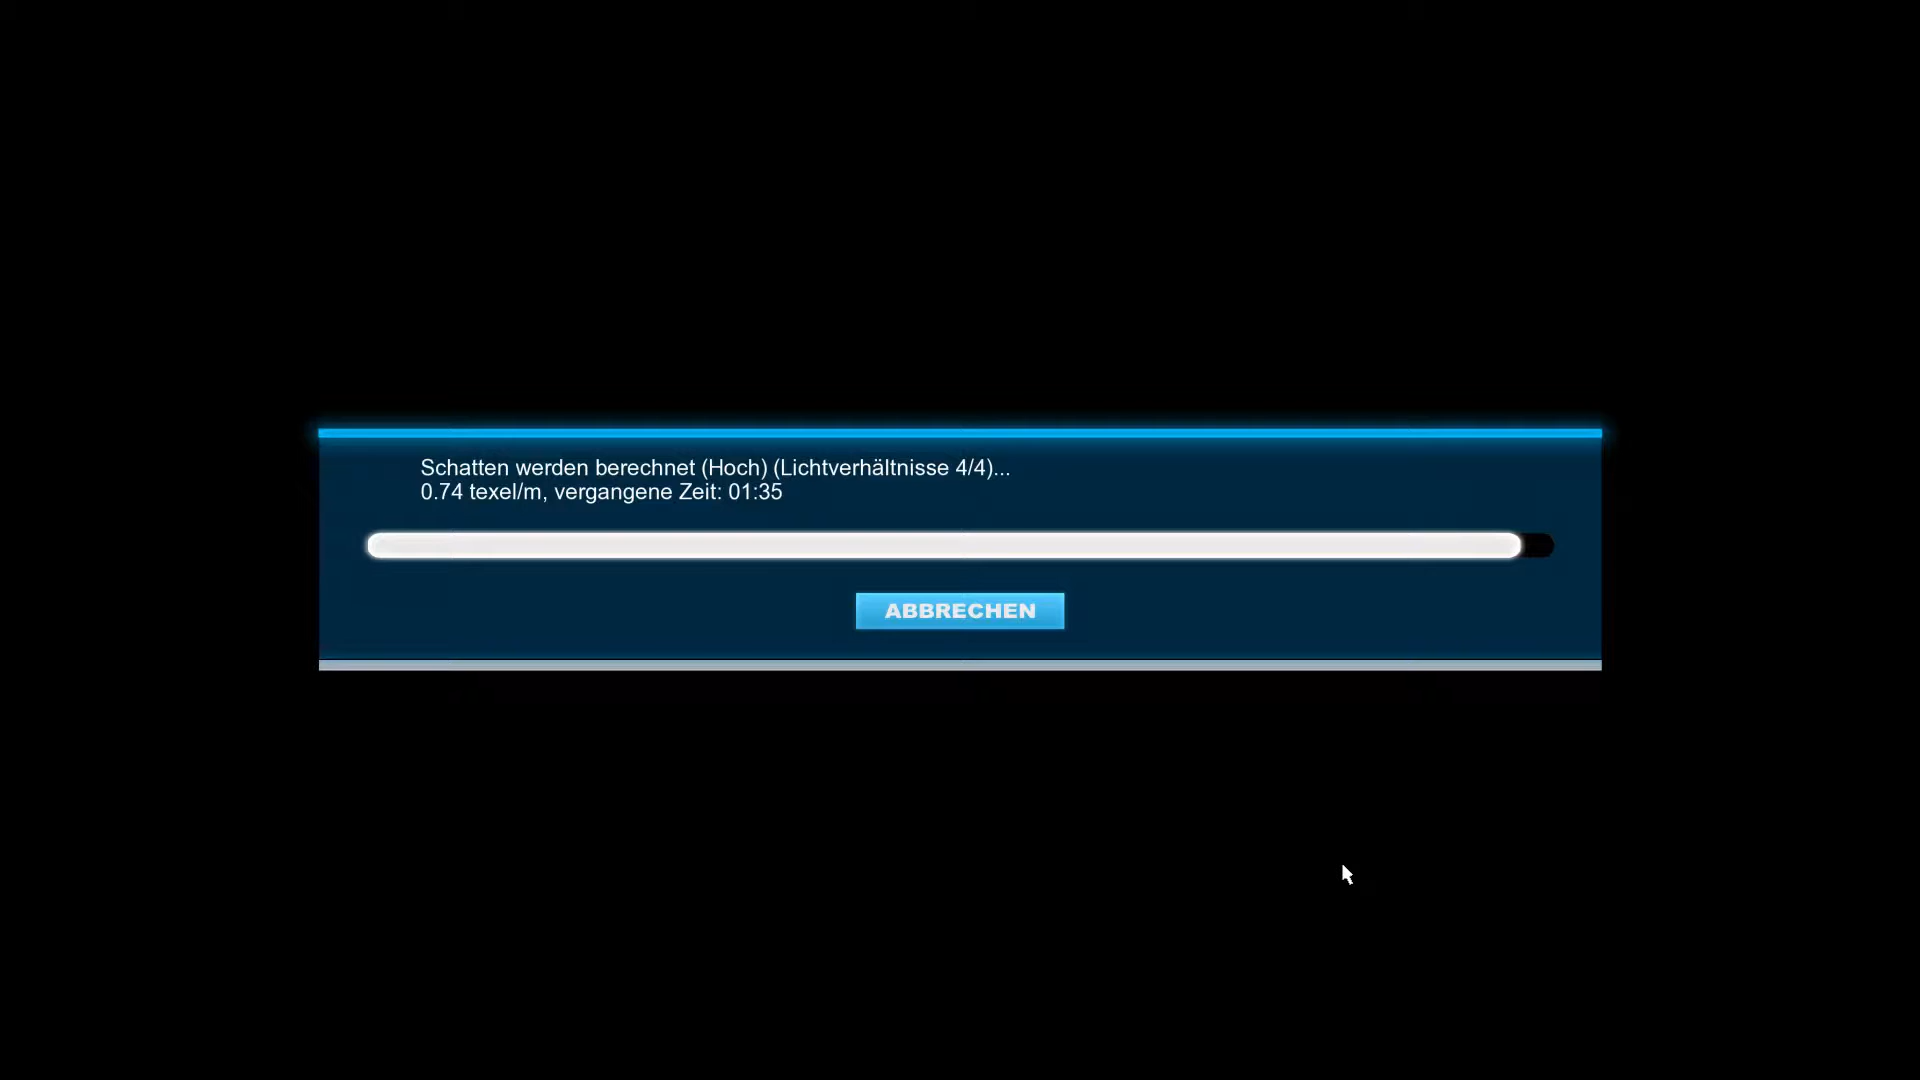 Schatten werden berechnet (Hoch) (Lichtverhältnisse 4/4)...
0.74 texel/m, vergangene Zeit: 01:35
ABBRECHEN